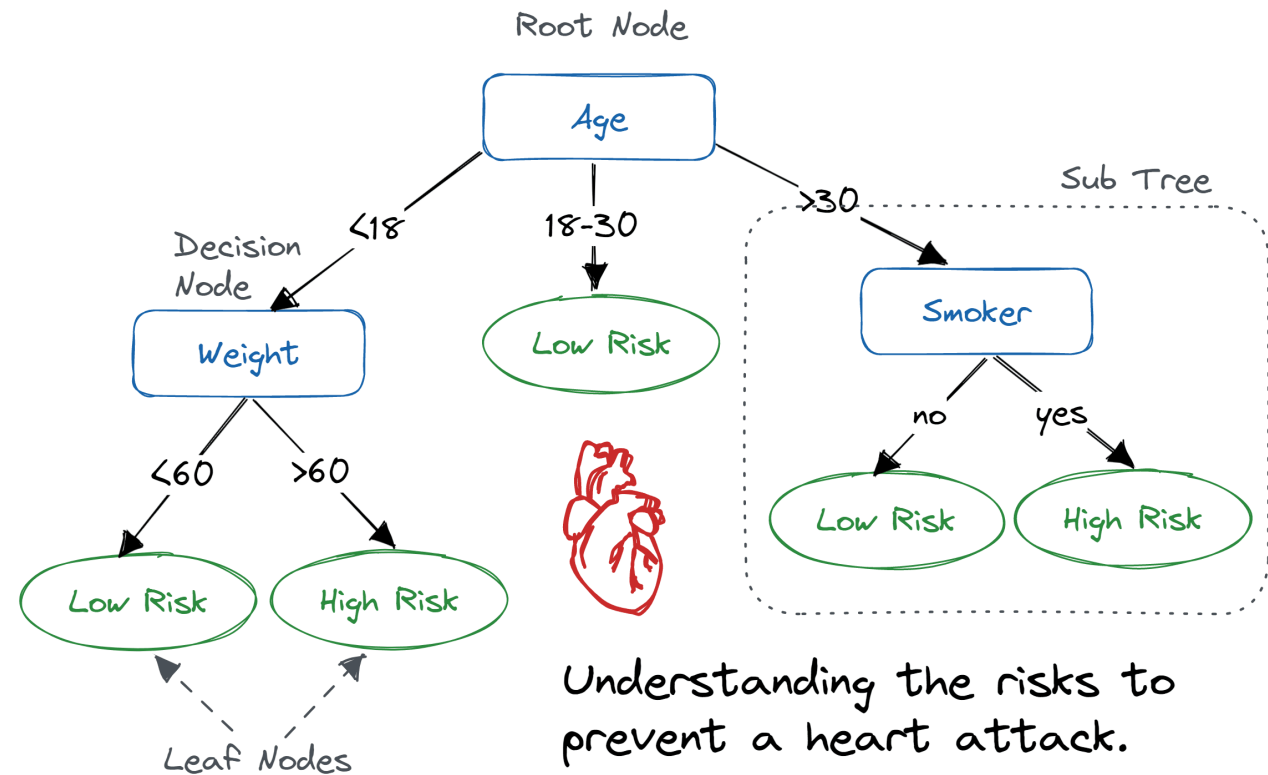 Root Node
Age
<18
18-30
>30
Sub Tree
Decision
Node
Weight
Low Risk
Smoker
<60
>60
no
yes
Low Risk
High Risk
Low Risk
High Risk
Leaf Nodes
Understanding the risks to
prevent a heart attack.